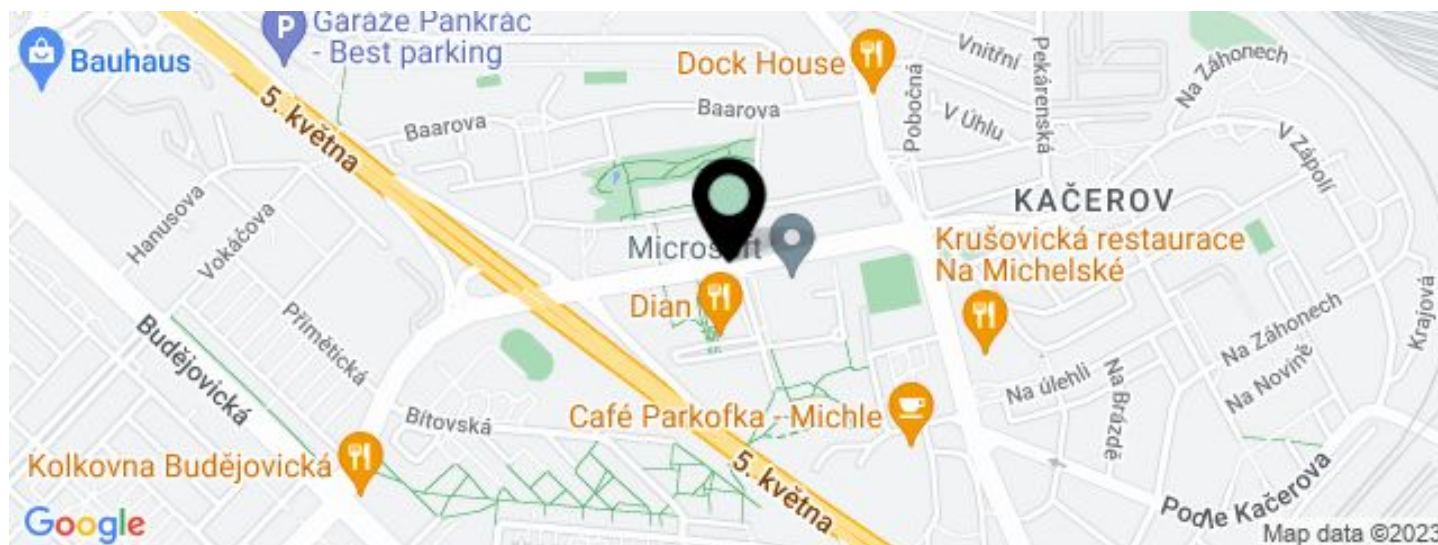 Garáže Pankrác
- Best parking
Bauhaus
Dock House
Vnitřní
Pekárenská
Na Záhonech
5. května
Baarova
Baarova
Pobočná
V Úhlu
V Zápolí
Hanusova
Vokáčova
KAČEROV
Microsoft
Krušovická restaurace
Na Michelské
Dian
Přímětická
Budějovická
Krajová
Na Záhonech
Na Novině
Na úlehli
Na Brázdě
Café Parkofka - Michle
Bítovská
Kolkovna Budějovická
5. května
Podle Kačerova
Google
Map data ©2023